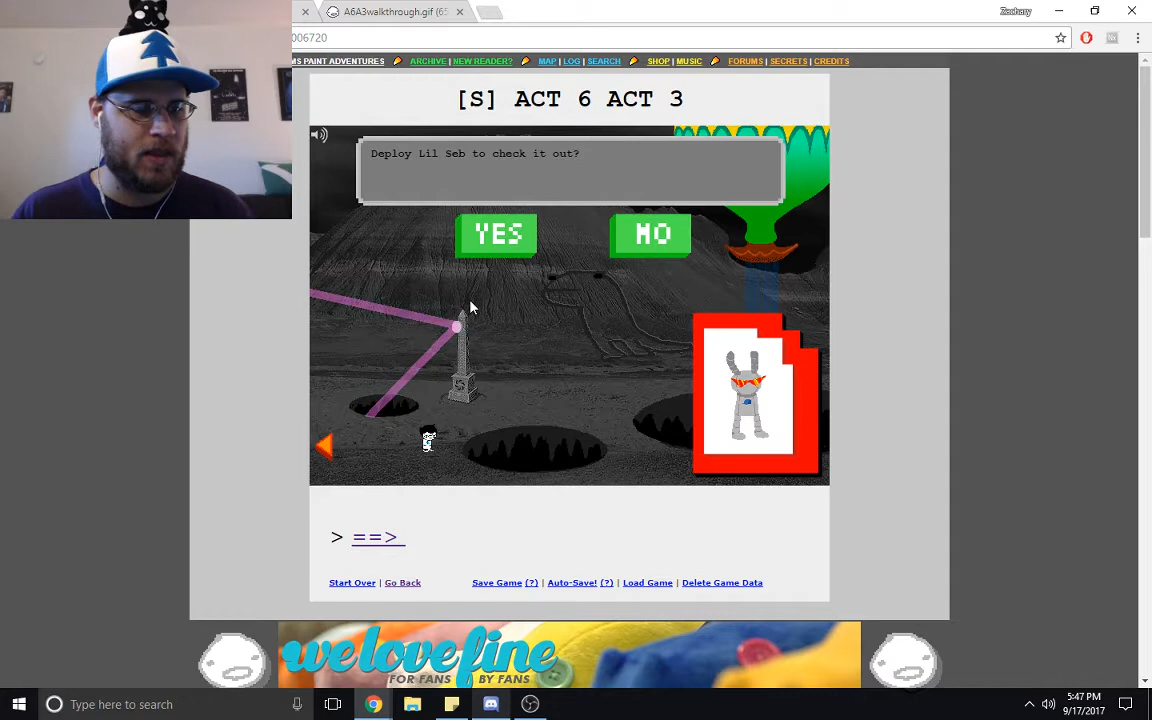 A6A3walkthrough.gif (65
Zachary
006720
MS PAINT ADVENTURES ARCHIVE | NEW READER? MAP | LOG | SEARCH SHOP | MUSIC FORUMS | SECRETS | CREDITS
[S] ACT 6 ACT 3
Deploy Lil Seb to check it out?
YES NO
> ==>
Start Over | Go Back Save Game (?) | Auto-Save! (?) | Load Game | Delete Game Data
welovefine
FOR FANS BY FANS
Type here to search
5:47 PM
9/17/2017